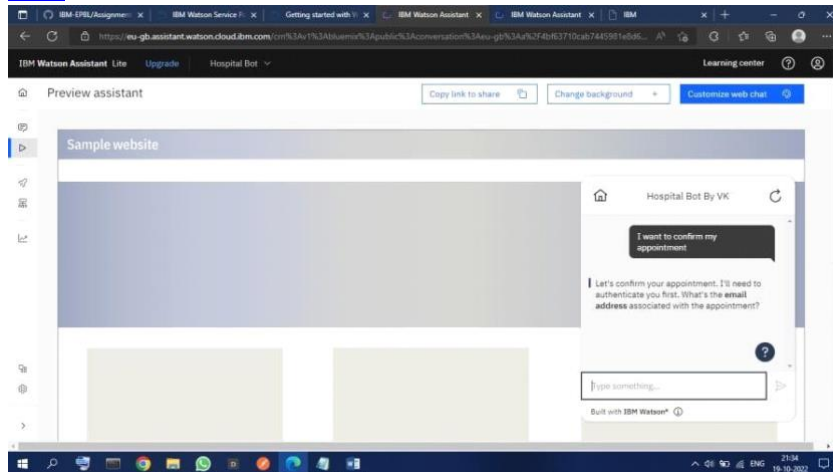 IBM-EPBL/Assignment
IBM Watson Service
Getting started with
IBM Watson Assistant
IBM Watson Assistant
IBM
https://eu-gb.assistant.watson.cloud.ibm.com/
IBM Watson Assistant Lite Upgrade Hospital Bot Learning center
Preview assistant Copy link to share Change background + Customize web chat
Sample website
Hospital Bot By VK
I want to confirm my
appointment
Let's confirm your appointment. I'll need to
authenticate you first. What's the email
address associated with the appointment?
?
Type something...
Built with IBM Watson®
ENG
21:34
19-10-2022